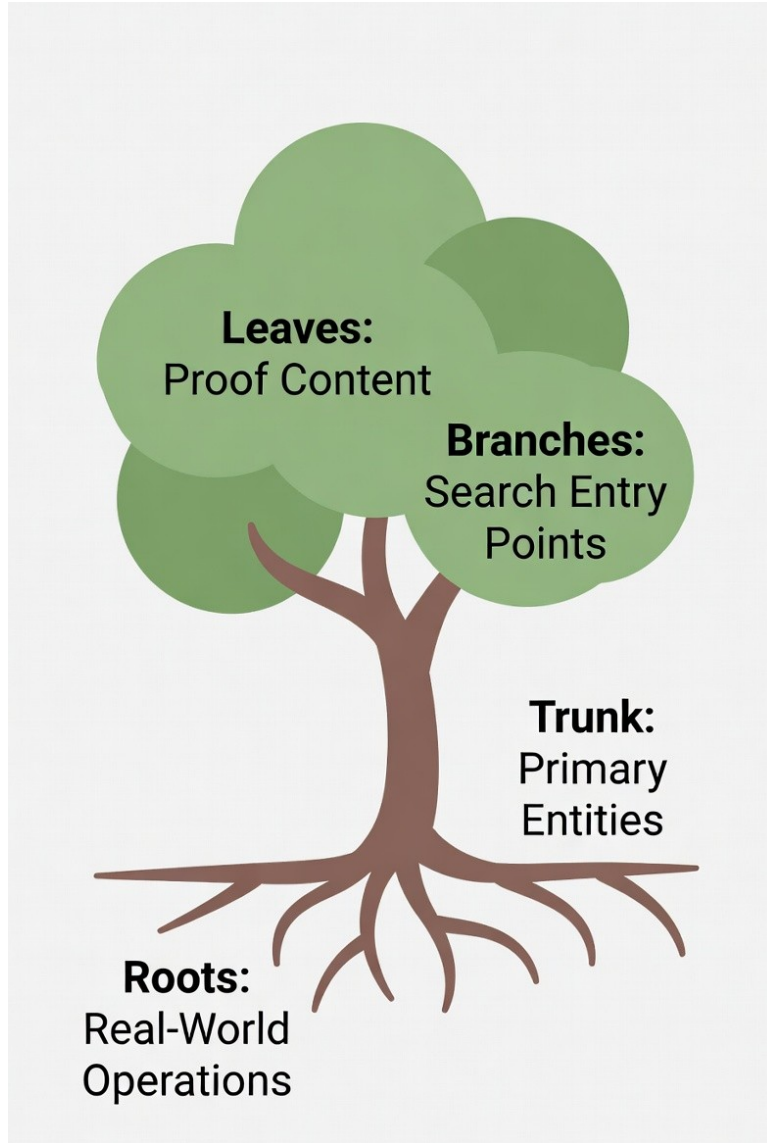 Leaves:
Proof Content
Branches:
Search Entry
Points
Trunk:
Primary
Entities
Roots:
Real-World
Operations